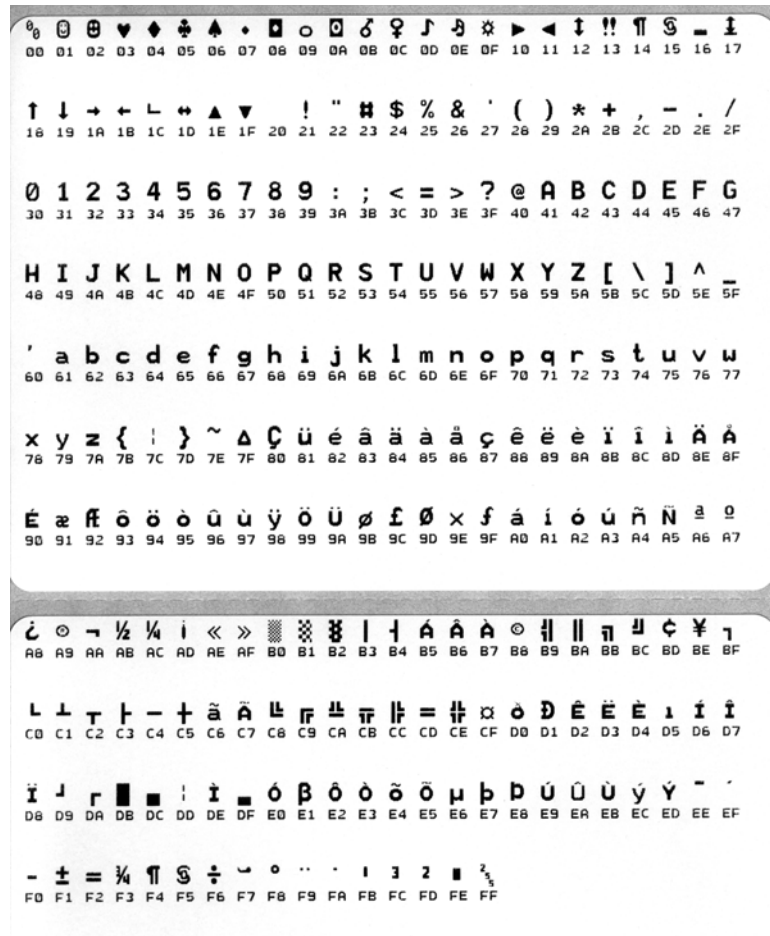 ⁰₀ ☺ ☻ ♥ ♦ ♣ ♠ • ◘ ○ ◙ ♂ ♀ ♪ ♫ ☼ ► ◄ ↕ ‼ ¶ § ▬ ↨
00 01 02 03 04 05 06 07 08 09 0A 0B 0C 0D 0E 0F 10 11 12 13 14 15 16 17
↑ ↓ → ← ∟ ↔ ▲ ▼ ! " # $ % & ' ( ) * + , - . /
18 19 1A 1B 1C 1D 1E 1F 20 21 22 23 24 25 26 27 28 29 2A 2B 2C 2D 2E 2F
0 1 2 3 4 5 6 7 8 9 : ; < = > ? @ A B C D E F G
30 31 32 33 34 35 36 37 38 39 3A 3B 3C 3D 3E 3F 40 41 42 43 44 45 46 47
H I J K L M N O P Q R S T U V W X Y Z [ \ ] ^ _
48 49 4A 4B 4C 4D 4E 4F 50 51 52 53 54 55 56 57 58 59 5A 5B 5C 5D 5E 5F
' a b c d e f g h i j k l m n o p q r s t u v w
60 61 62 63 64 65 66 67 68 69 6A 6B 6C 6D 6E 6F 70 71 72 73 74 75 76 77
x y z { ¦ } ~ ∆ Ç ü é â ä à å ç ê ë è ï î ì Ä Å
78 79 7A 7B 7C 7D 7E 7F 80 81 82 83 84 85 86 87 88 89 8A 8B 8C 8D 8E 8F
É æ Æ ô ö ò û ù ÿ Ö Ü ø £ Ø × ƒ á í ó ú ñ Ñ ª º
90 91 92 93 94 95 96 97 98 99 9A 9B 9C 9D 9E 9F A0 A1 A2 A3 A4 A5 A6 A7
¿ ⊙ ¬ ½ ¼ ¡ « » ░ ▒ ▓ │ ┤ Á Â À © ╣ ║ ╗ ╝ ¢ ¥ ┐
A8 A9 AA AB AC AD AE AF B0 B1 B2 B3 B4 B5 B6 B7 B8 B9 BA BB BC BD BE BF
└ ┴ ┬ ├ ─ ┼ ã Ã ╚ ╔ ╩ ╦ ╠ = ╬ ¤ ð Ð Ê Ë È ı Í Î
C0 C1 C2 C3 C4 C5 C6 C7 C8 C9 CA CB CC CD CE CF D0 D1 D2 D3 D4 D5 D6 D7
Ï ┘ ┌ █ ▄ ¦ Ì ▬ Ó β Ô Ò õ Õ µ þ Þ Ú Û Ù ý Ý ¯ ´
D8 D9 DA DB DC DD DE DF E0 E1 E2 E3 E4 E5 E6 E7 E8 E9 EA EB EC ED EE EF
- ± = ¾ ¶ § ÷ ⌣ ° ¨ · ı ³ ² ■ ²₅₅
F0 F1 F2 F3 F4 F5 F6 F7 F8 F9 FA FB FC FD FE FF